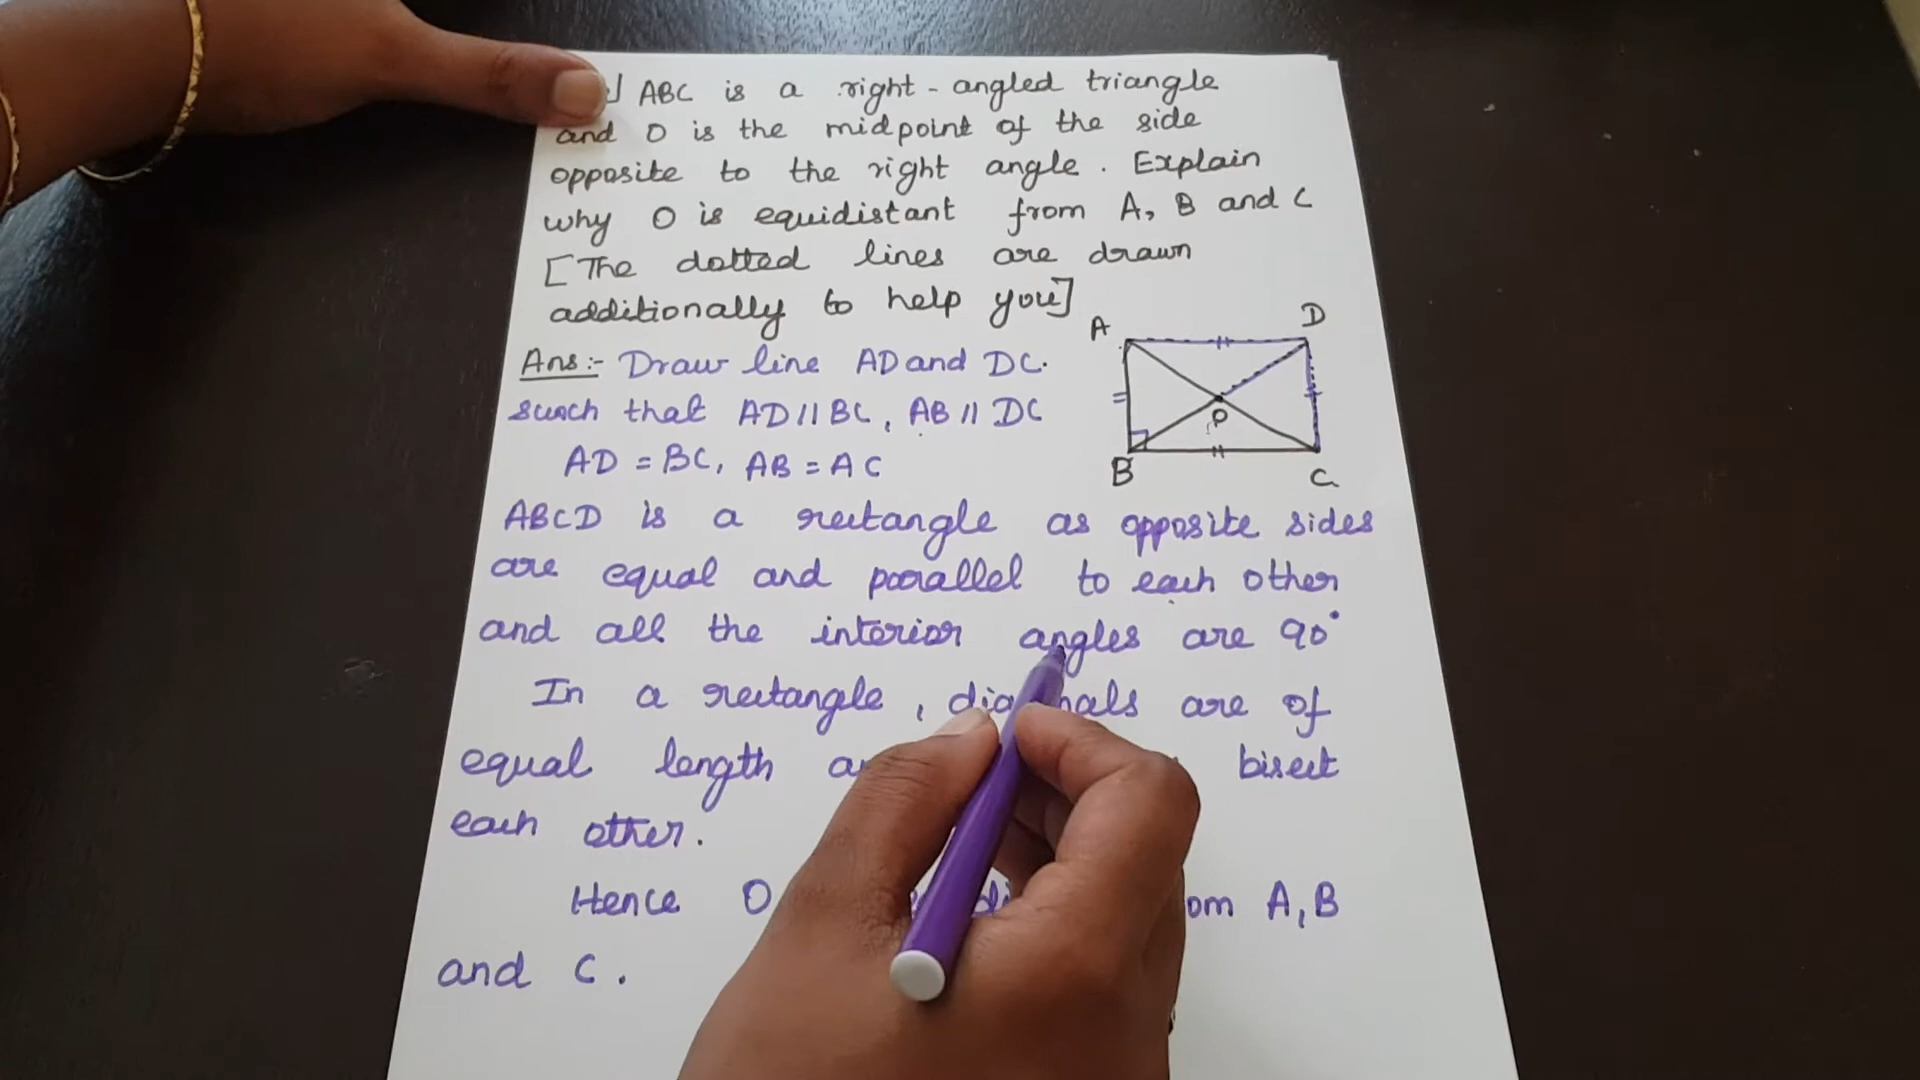 ABC is a right-angled triangle
and O is the midpoint of the side
opposite to the right angle. Explain
why O is equidistant from A, B and C
[The dotted lines are drawn
additionally to help you]
A D
Ans:- Draw line AD and DC.
such that AD // BC, AB // DC
O
AD = BC, AB = AC
B C
ABCD is a rectangle as opposite sides
are equal and parallel to each other
and all the interior angles are 90°
In a rectangle, are of
equal length bisect
each other.
Hence O A, B
and C.